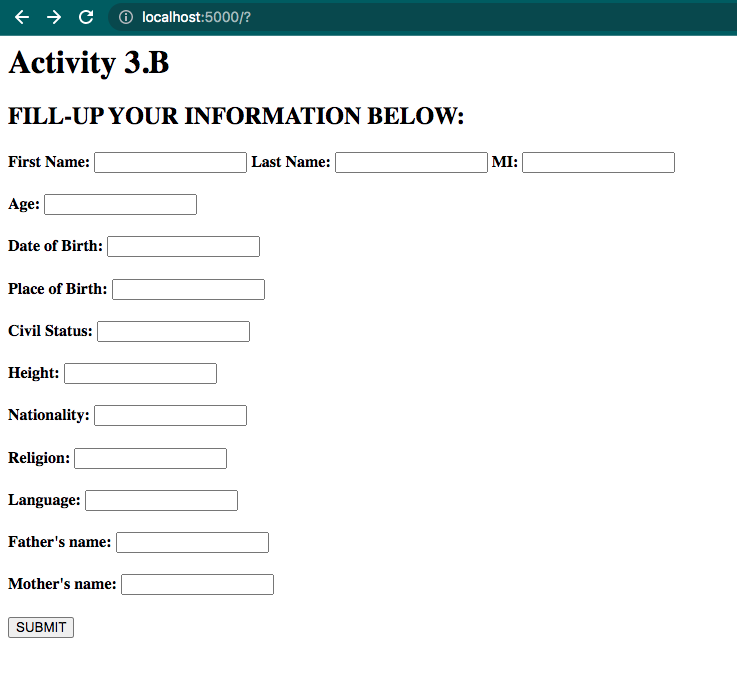 localhost:5000/?
Activity 3.B
FILL-UP YOUR INFORMATION BELOW:
First Name: Last Name: MI:
Age:
Date of Birth:
Place of Birth:
Civil Status:
Height:
Nationality:
Religion:
Language:
Father's name:
Mother's name:
SUBMIT